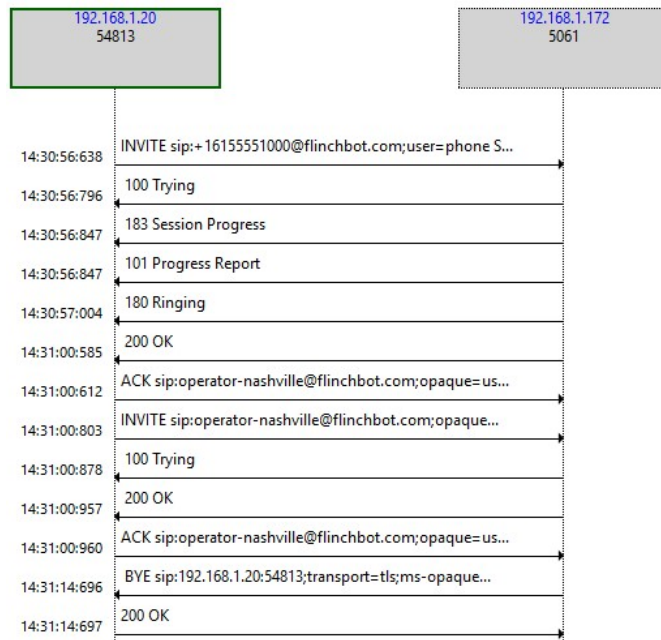 192.168.1.20
54813
192.168.1.172
5061
14:30:56:638 INVITE sip:+16155551000@flinchbot.com;user=phone S...
14:30:56:796 100 Trying
14:30:56:847 183 Session Progress
14:30:56:847 101 Progress Report
14:30:57:004 180 Ringing
14:31:00:585 200 OK
14:31:00:612 ACK sip:operator-nashville@flinchbot.com;opaque=us...
14:31:00:803 INVITE sip:operator-nashville@flinchbot.com;opaque...
14:31:00:878 100 Trying
14:31:00:957 200 OK
14:31:00:960 ACK sip:operator-nashville@flinchbot.com;opaque=us...
14:31:14:696 BYE sip:192.168.1.20:54813;transport=tls;ms-opaque...
14:31:14:697 200 OK